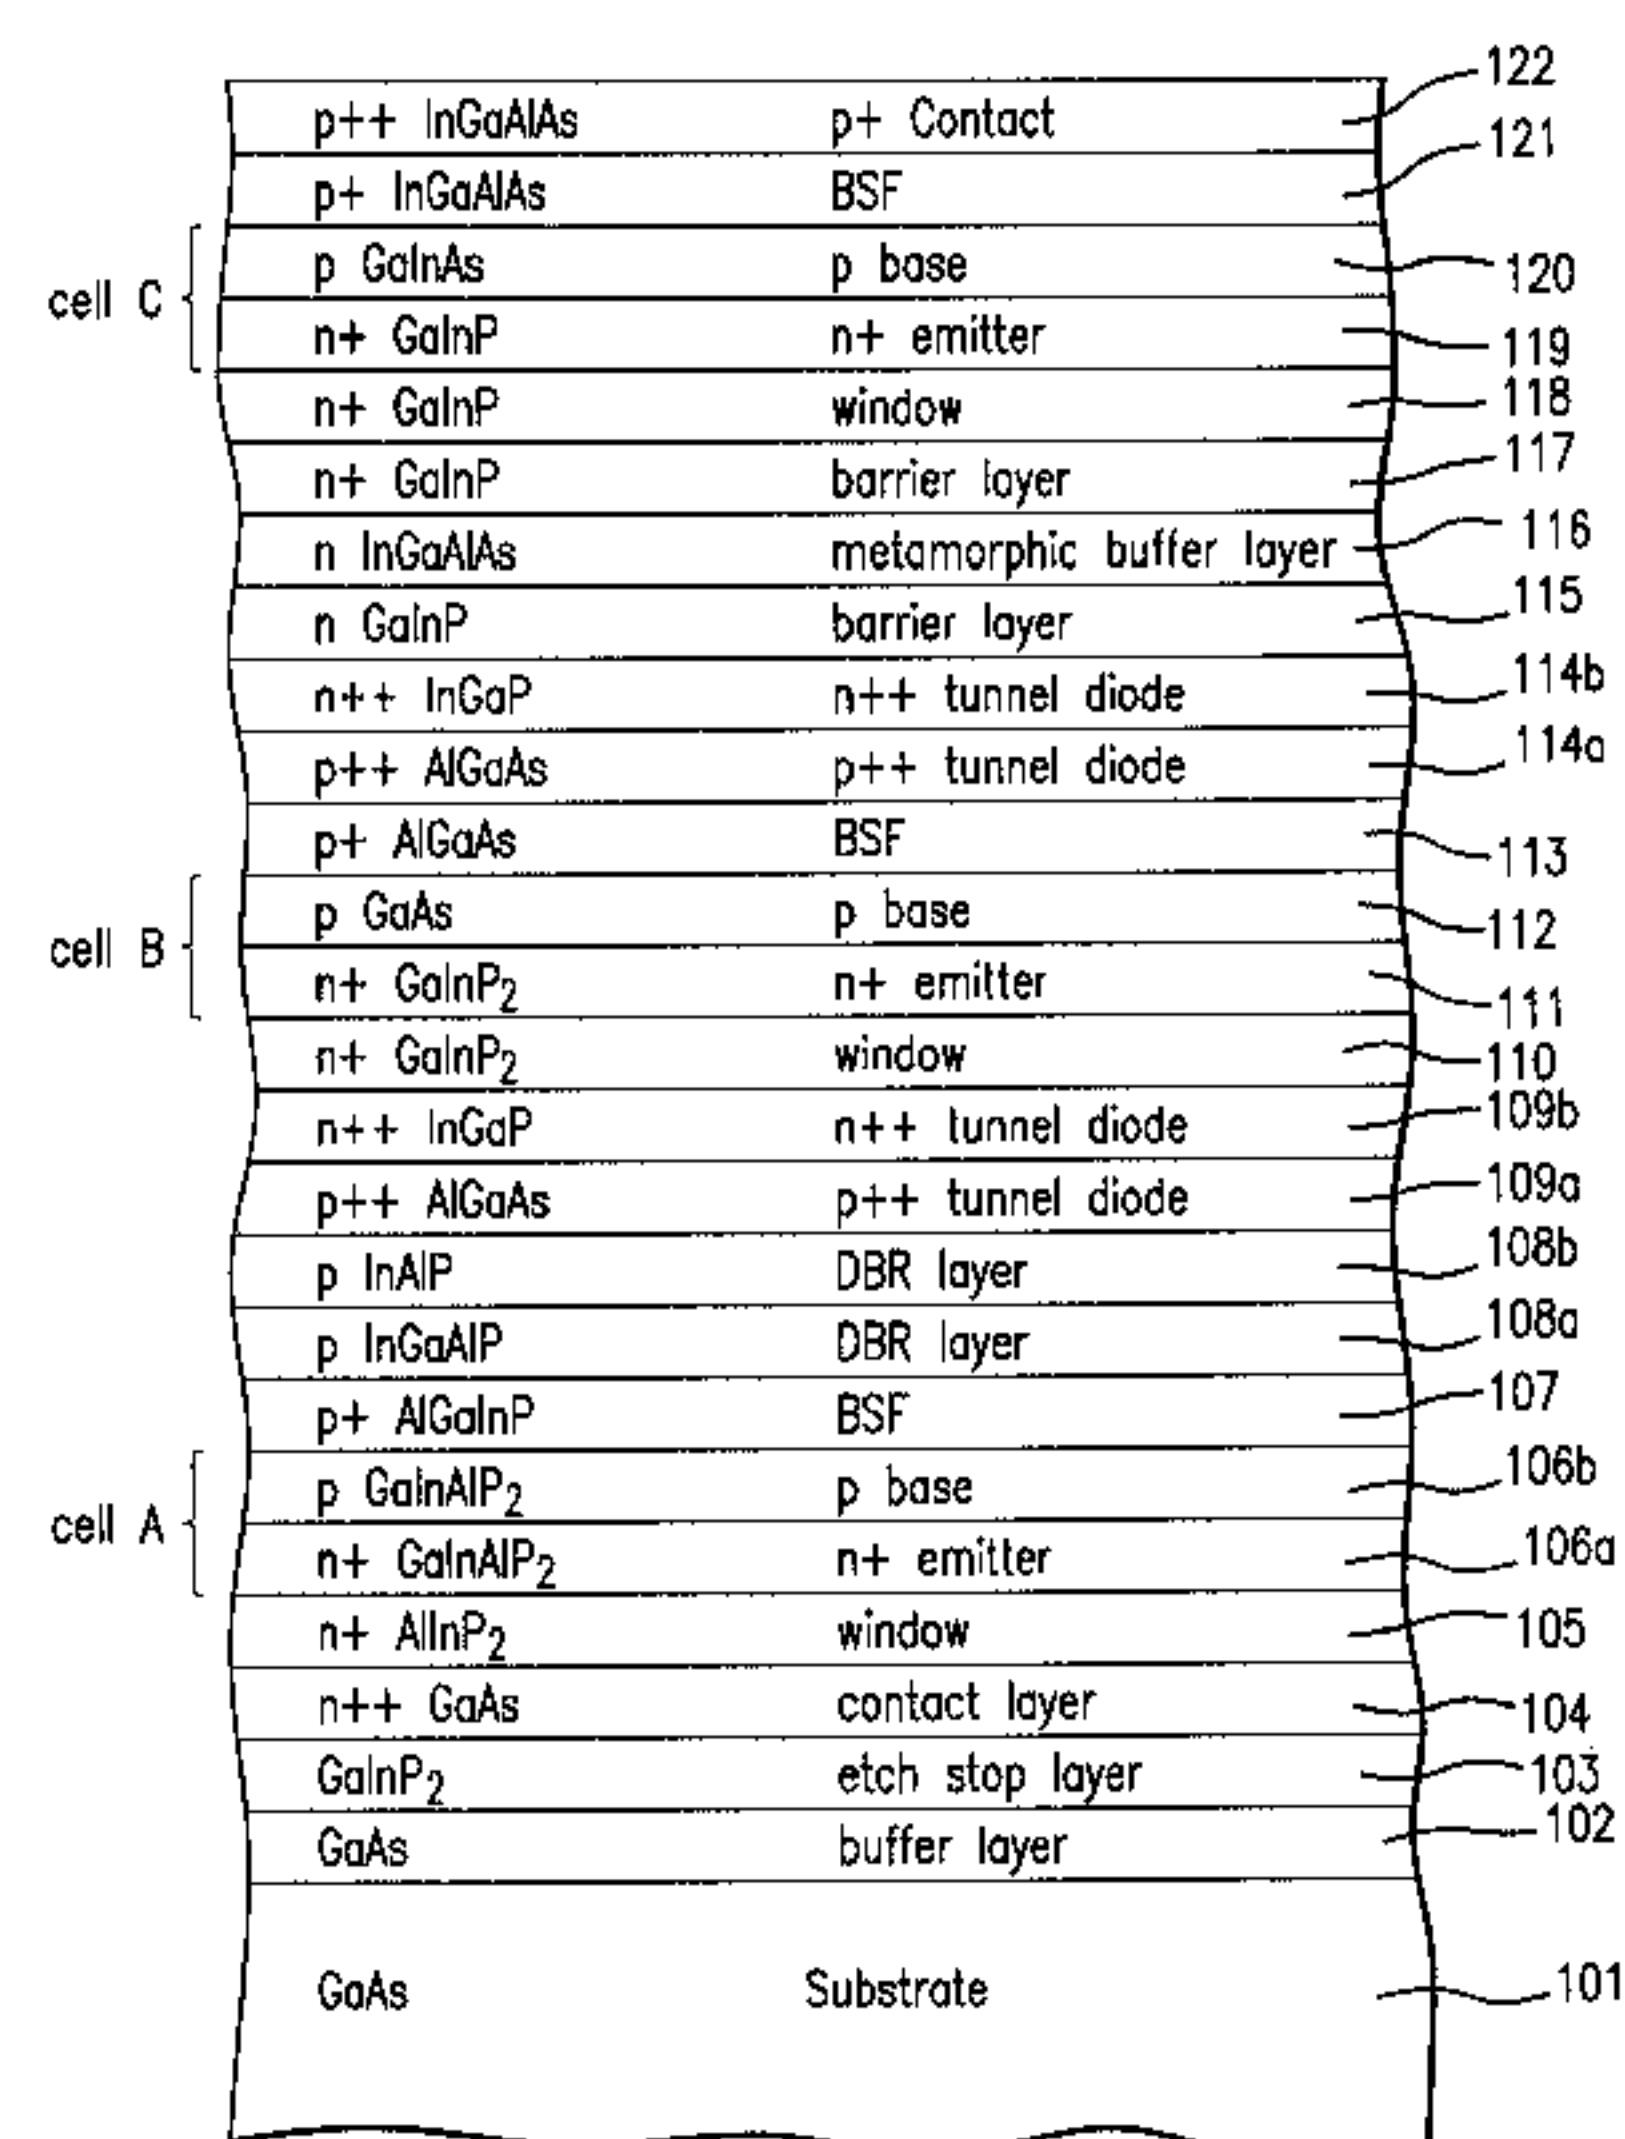 p++ InGaAlAs p+ Contact 122
p+ InGaAlAs BSF 121
cell C
p GaInAs p base 120
n+ GaInP n+ emitter 119
n+ GaInP window 118
n+ GaInP barrier layer 117
n InGaAlAs metamorphic buffer layer 116
n GaInP barrier layer 115
n++ InGaP n++ tunnel diode 114b
p++ AlGaAs p++ tunnel diode 114a
p+ AlGaAs BSF 113
cell B
p GaAs p base 112
n+ GaInP2 n+ emitter 111
n+ GaInP2 window 110
n++ InGaP n++ tunnel diode 109b
p++ AlGaAs p++ tunnel diode 109a
p InAlP DBR layer 108b
p InGaAlP DBR layer 108a
p+ AlGaInP BSF 107
cell A
p GaInAlP2 p base 106b
n+ GaInAlP2 n+ emitter 106a
n+ AlInP2 window 105
n++ GaAs contact layer 104
GaInP2 etch stop layer 103
GaAs buffer layer 102
GaAs Substrate 101